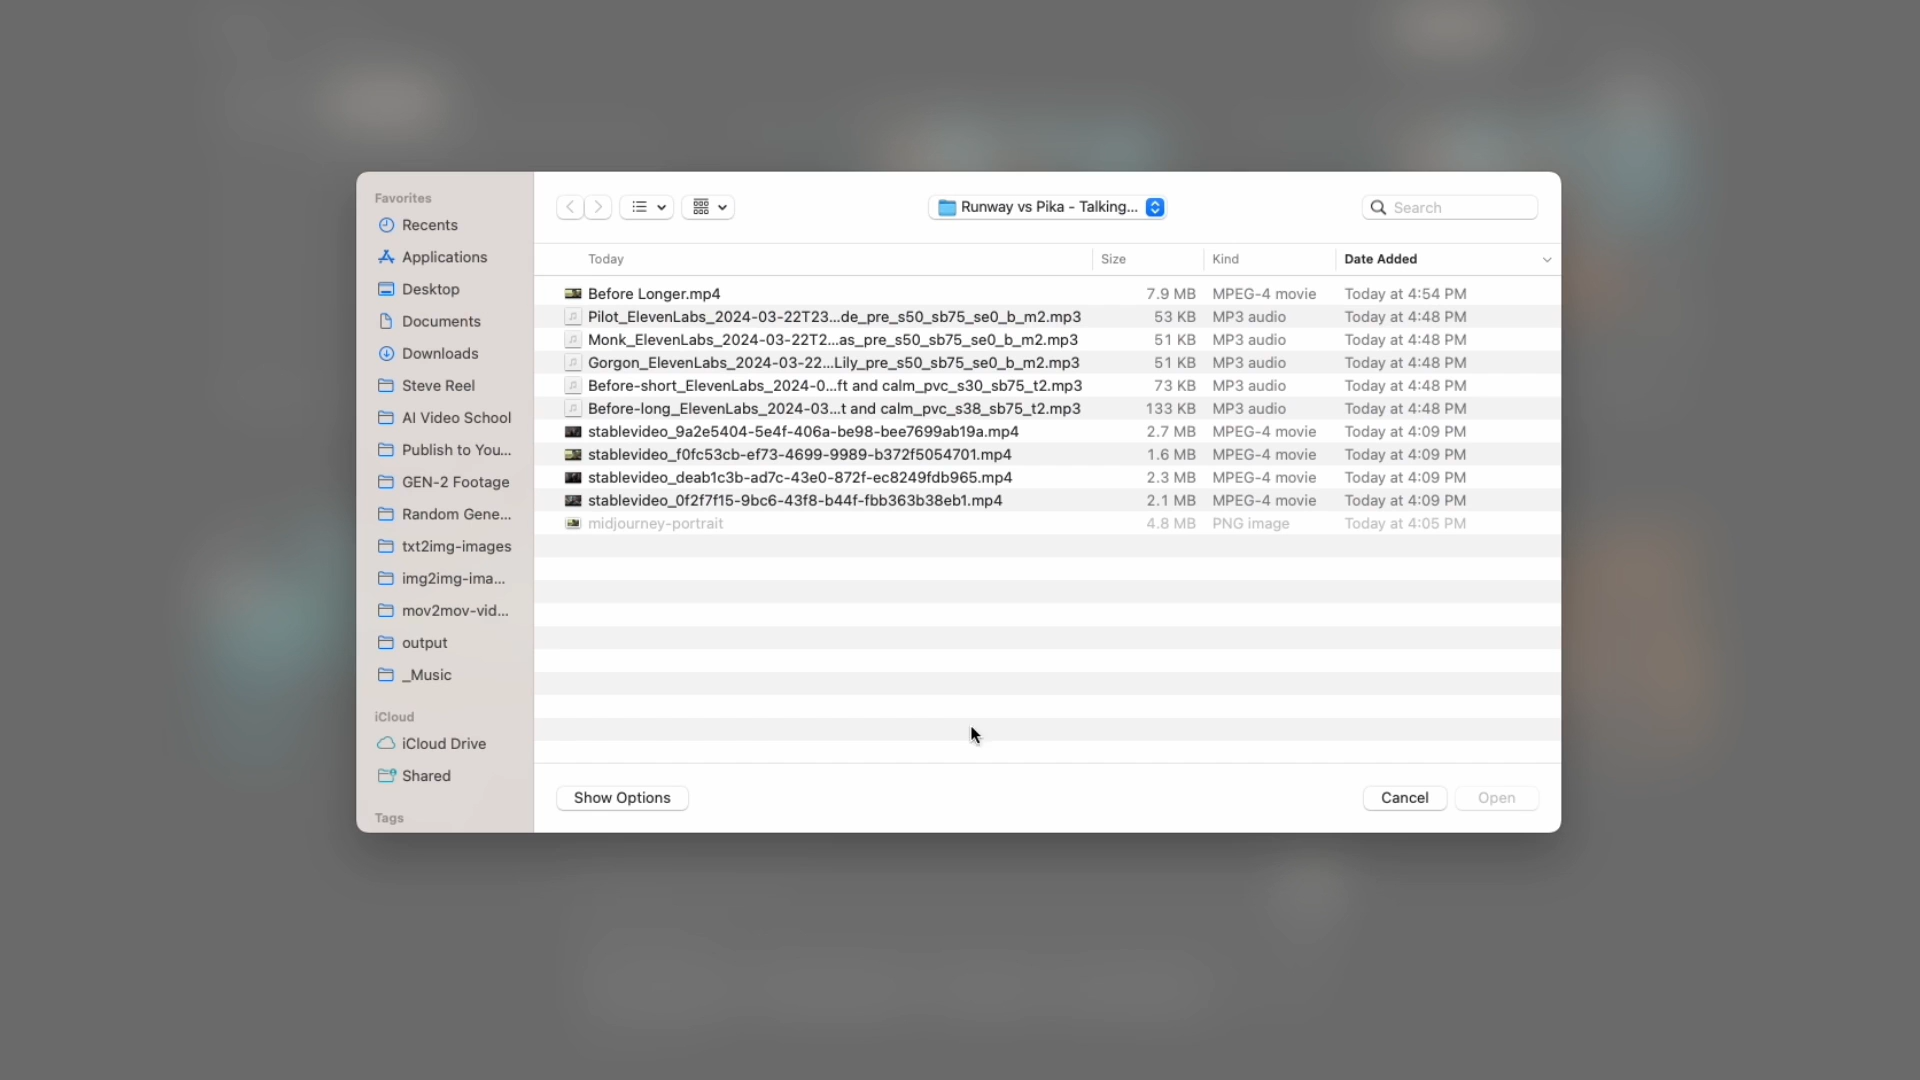 Favorites
Recents
Applications
Desktop
Documents
Downloads
Steve Reel
AI Video School
Publish to You...
GEN-2 Footage
Random Gene...
txt2img-images
img2img-ima...
mov2mov-vid...
output
_Music
iCloud
iCloud Drive
Shared
Tags
Runway vs Pika - Talking...
Search
Today Size Kind Date Added
Before Longer.mp4 7.9 MB MPEG-4 movie Today at 4:54 PM
Pilot_ElevenLabs_2024-03-22T23...de_pre_s50_sb75_se0_b_m2.mp3 53 KB MP3 audio Today at 4:48 PM
Monk_ElevenLabs_2024-03-22T2...as_pre_s50_sb75_se0_b_m2.mp3 51 KB MP3 audio Today at 4:48 PM
Gorgon_ElevenLabs_2024-03-22...Lily_pre_s50_sb75_se0_b_m2.mp3 51 KB MP3 audio Today at 4:48 PM
Before-short_ElevenLabs_2024-0...ft and calm_pvc_s30_sb75_t2.mp3 73 KB MP3 audio Today at 4:48 PM
Before-long_ElevenLabs_2024-03...t and calm_pvc_s38_sb75_t2.mp3 133 KB MP3 audio Today at 4:48 PM
stablevideo_9a2e5404-5e4f-406a-be98-bee7699ab19a.mp4 2.7 MB MPEG-4 movie Today at 4:09 PM
stablevideo_f0fc53cb-ef73-4699-9989-b372f5054701.mp4 1.6 MB MPEG-4 movie Today at 4:09 PM
stablevideo_deab1c3b-ad7c-43e0-872f-ec8249fdb965.mp4 2.3 MB MPEG-4 movie Today at 4:09 PM
stablevideo_0f2f7f15-9bc6-43f8-b44f-fbb363b38eb1.mp4 2.1 MB MPEG-4 movie Today at 4:09 PM
midjourney-portrait 4.8 MB PNG image Today at 4:05 PM
Show Options Cancel Open